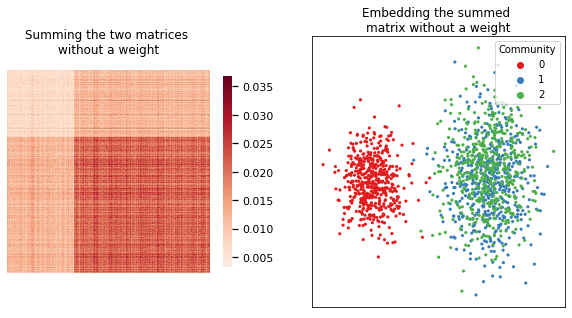 Summing the two matrices
without a weight
0.035
0.030
0.025
0.020
0.015
0.010
0.005
Embedding the summed
matrix without a weight
Community
0
1
2